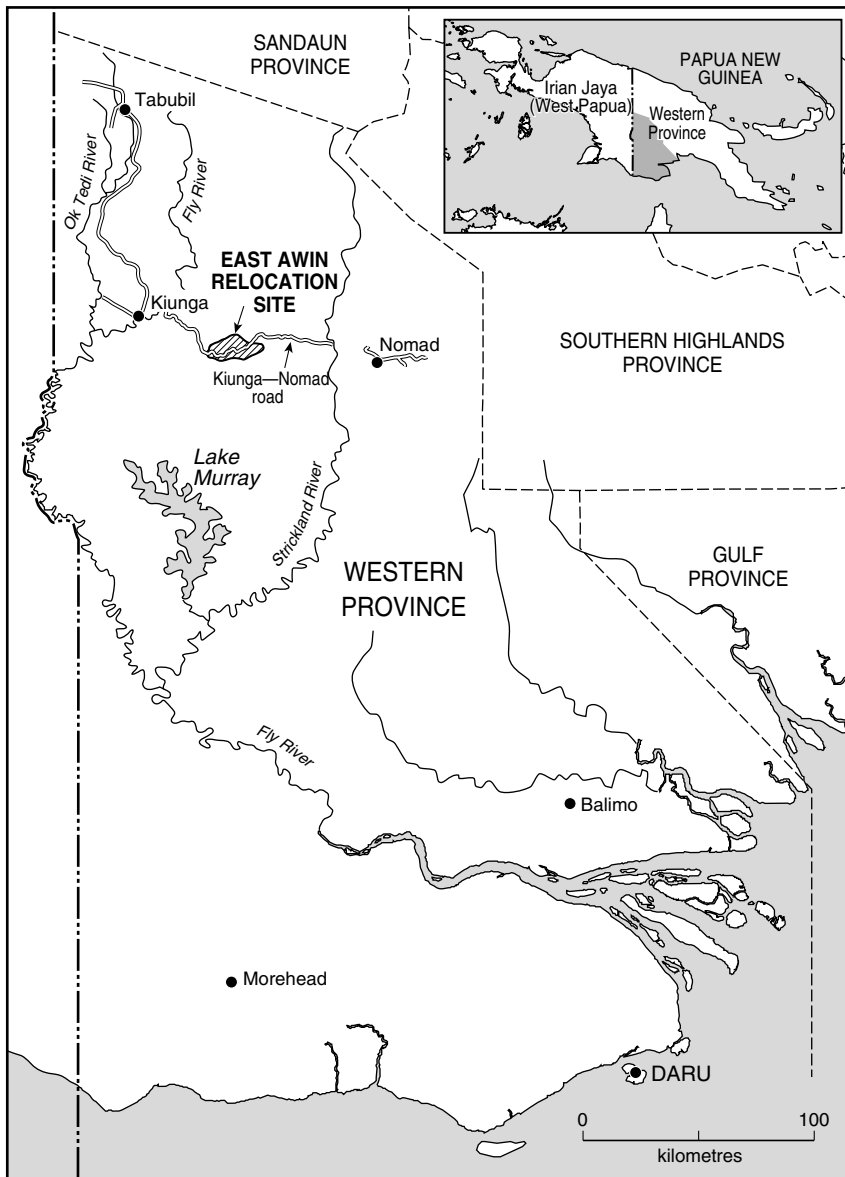 SANDAUN
PROVINCE
PAPUA NEW
GUINEA
Irian Jaya
(West Papua)
Western
Province
Tabubil
Ok Tedi River
Fly River
EAST AWIN
RELOCATION
SITE
Kiunga
Nomad
Kiunga—Nomad
road
SOUTHERN HIGHLANDS
PROVINCE
Lake
Murray
Strickland River
WESTERN
PROVINCE
GULF
PROVINCE
Fly River
Balimo
Morehead
DARU
0
100
kilometres